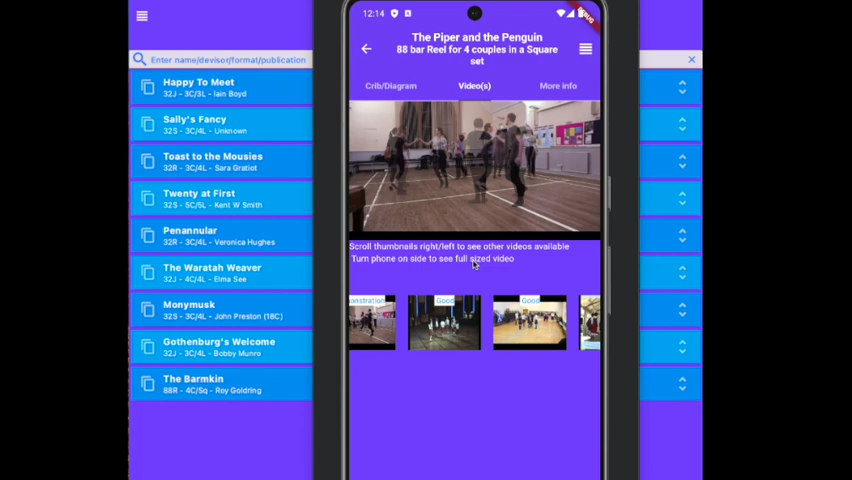 Enter name/devisor/format/publication
Happy To Meet
32J - 3C/3L - Iain Boyd
Sally's Fancy
32S - 3C/4L - Unknown
Toast to the Mousies
32R - 3C/4L - Sara Gratiot
Twenty at First
32S - 5C/5L - Kent W Smith
Penannular
32R - 3C/4L - Veronica Hughes
The Waratah Weaver
32J - 4C/4L - Elma See
Monymusk
32S - 3C/4L - John Preston (18C)
Gothenburg's Welcome
32J - 3C/4L - Bobby Munro
The Barmkin
88R - 4C/Sq - Roy Goldring
12:14
DEBUG
The Piper and the Penguin
88 bar Reel for 4 couples in a Square
set
Crib/Diagram
Video(s)
More info
Scroll thumbnails right/left to see other videos available
Turn phone on side to see full sized video
onstration
Good
Good